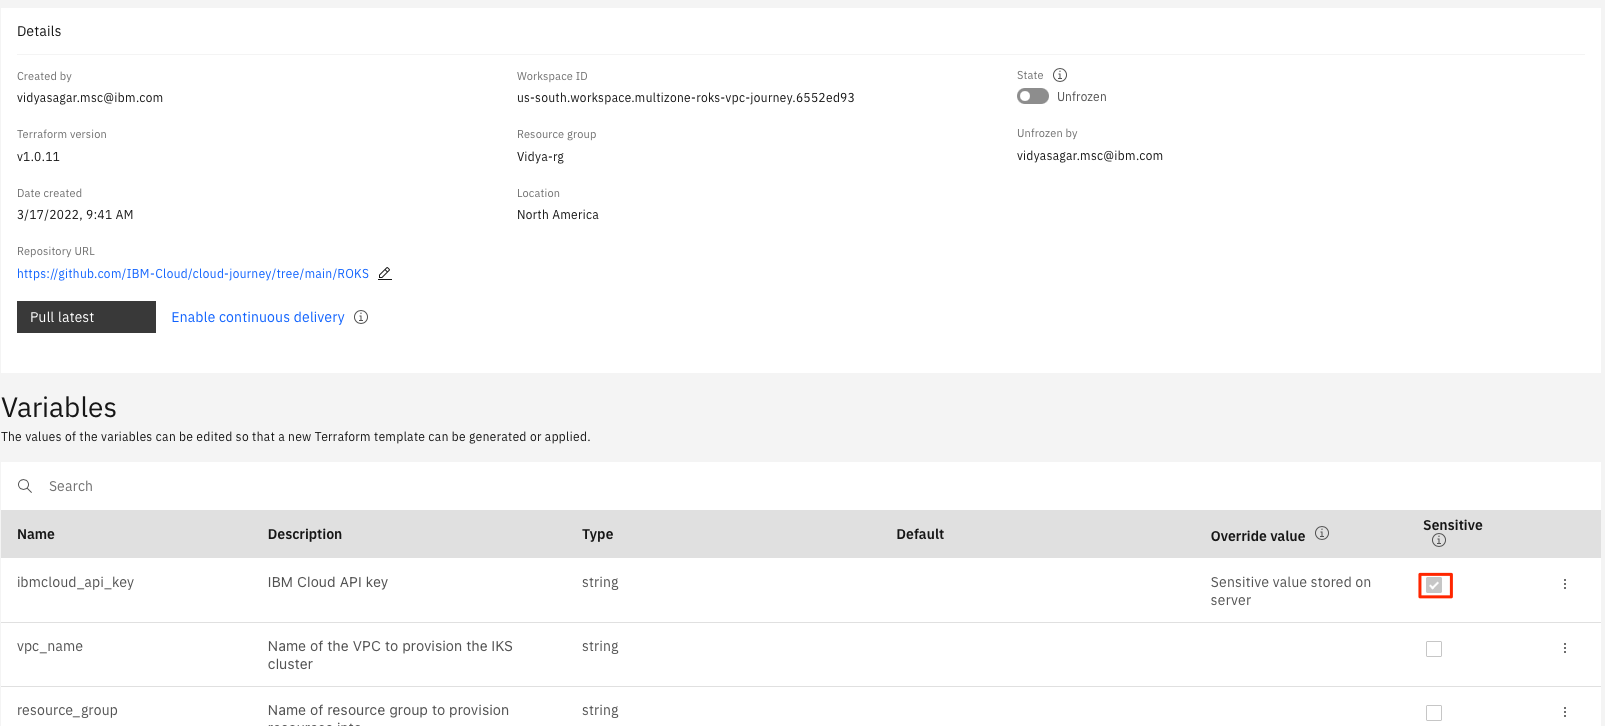 Details
Created by
vidyasagar.msc@ibm.com
Workspace ID
us-south.workspace.multizone-roks-vpc-journey.6552ed93
State
Unfrozen
Terraform version
v1.0.11
Resource group
Vidya-rg
Unfrozen by
vidyasagar.msc@ibm.com
Date created
3/17/2022, 9:41 AM
Location
North America
Repository URL
https://github.com/IBM-Cloud/cloud-journey/tree/main/ROKS
Pull latest
Enable continuous delivery
Variables
The values of the variables can be edited so that a new Terraform template can be generated or applied.
Search
Name Description Type Default Override value Sensitive
ibmcloud_api_key IBM Cloud API key string Sensitive value stored on
server
vpc_name Name of the VPC to provision the IKS string
cluster
resource_group Name of resource group to provision string
resources into